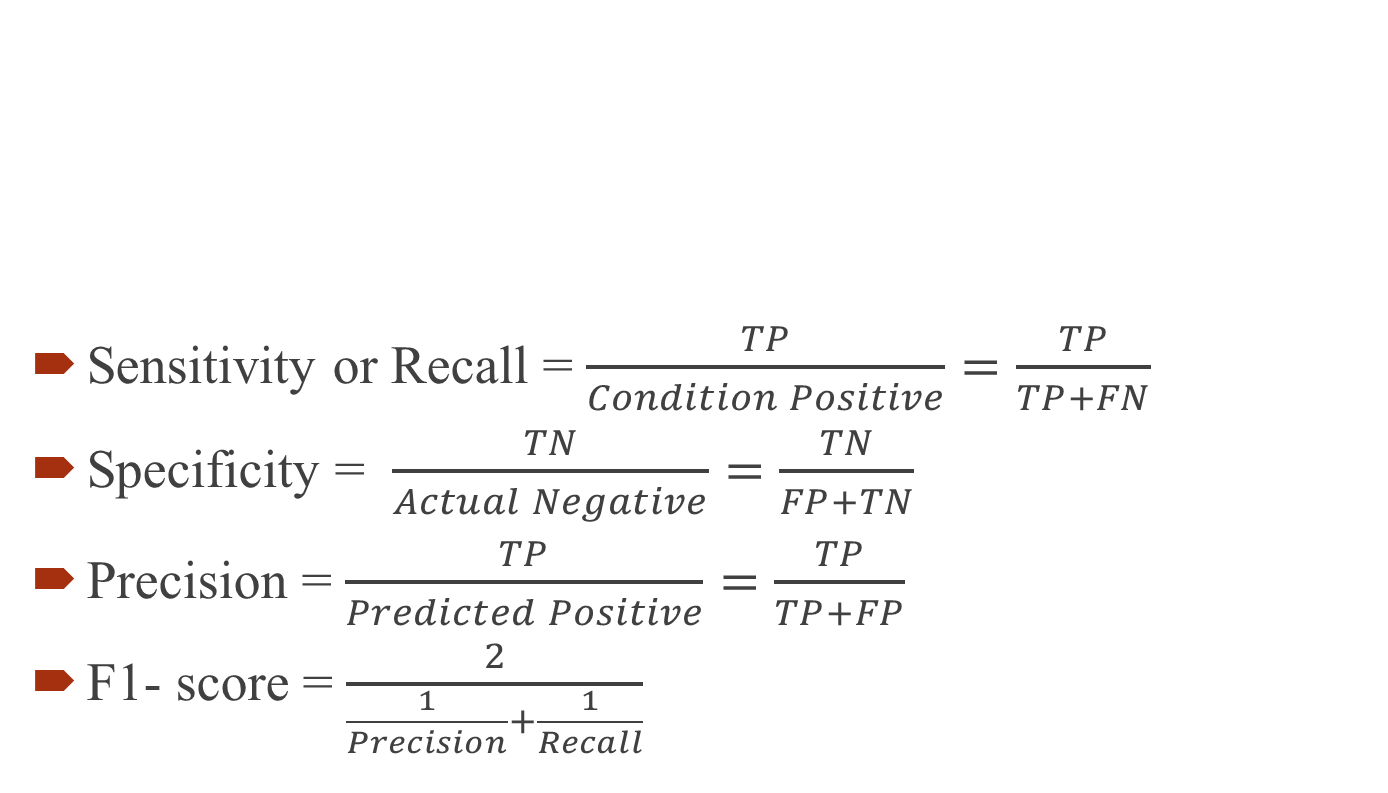 Sensitivity or Recall = TP / Condition Positive = TP / TP+FN
Specificity = TN / Actual Negative = TN / FP+TN
Precision = TP / Predicted Positive = TP / TP+FP
F1- score = 2 / 1 / Precision + 1 / Recall